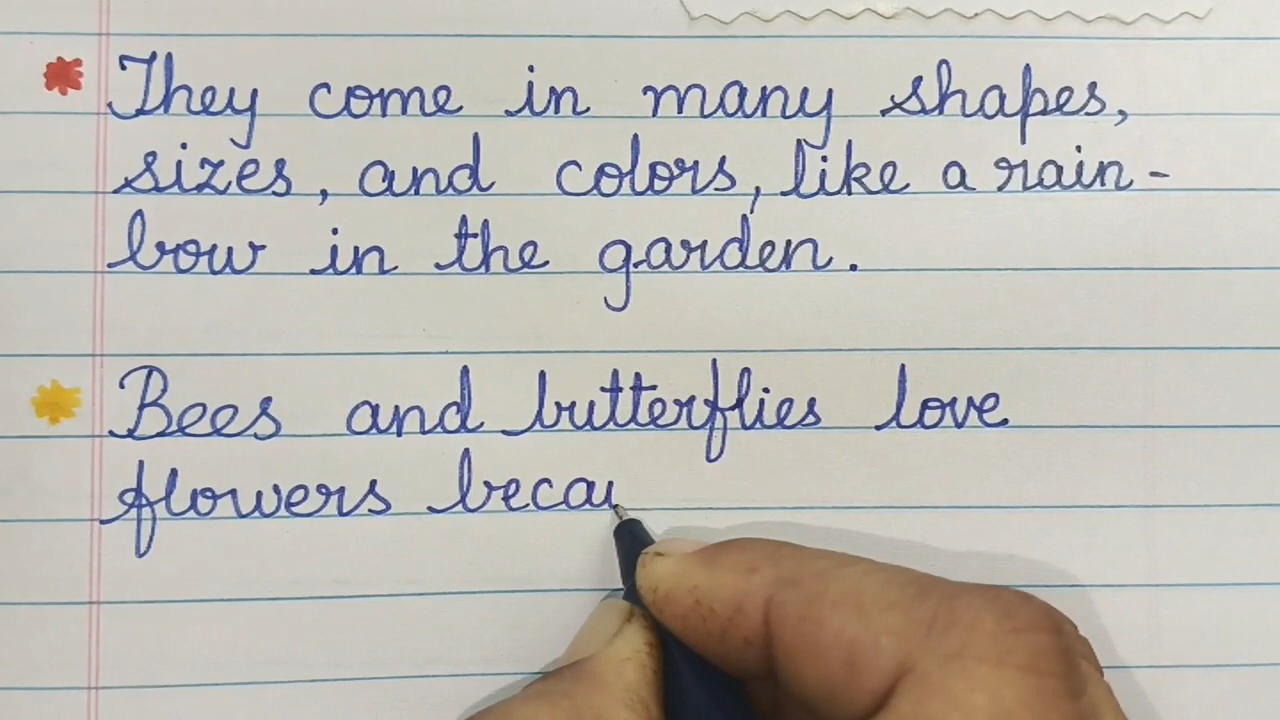 They come in many shapes,
sizes, and colors, like a rain-
bow in the garden.
Bees and butterflies love
flowers becau